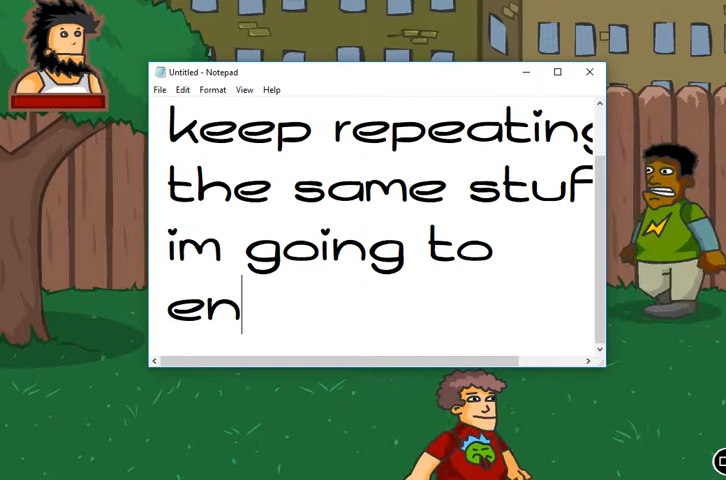 Untitled - Notepad
File Edit Format View Help
keep repeating
the same stuf
im going to
en